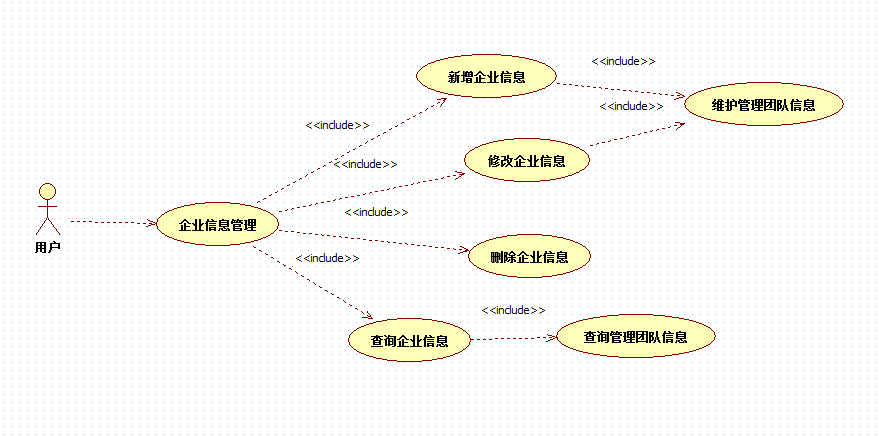 <<include>>
新增企业信息
<<include>>
维护管理团队信息
<<include>>
<<include>>
修改企业信息
<<include>>
企业信息管理
用户
删除企业信息
<<include>>
<<include>>
查询企业信息
查询管理团队信息